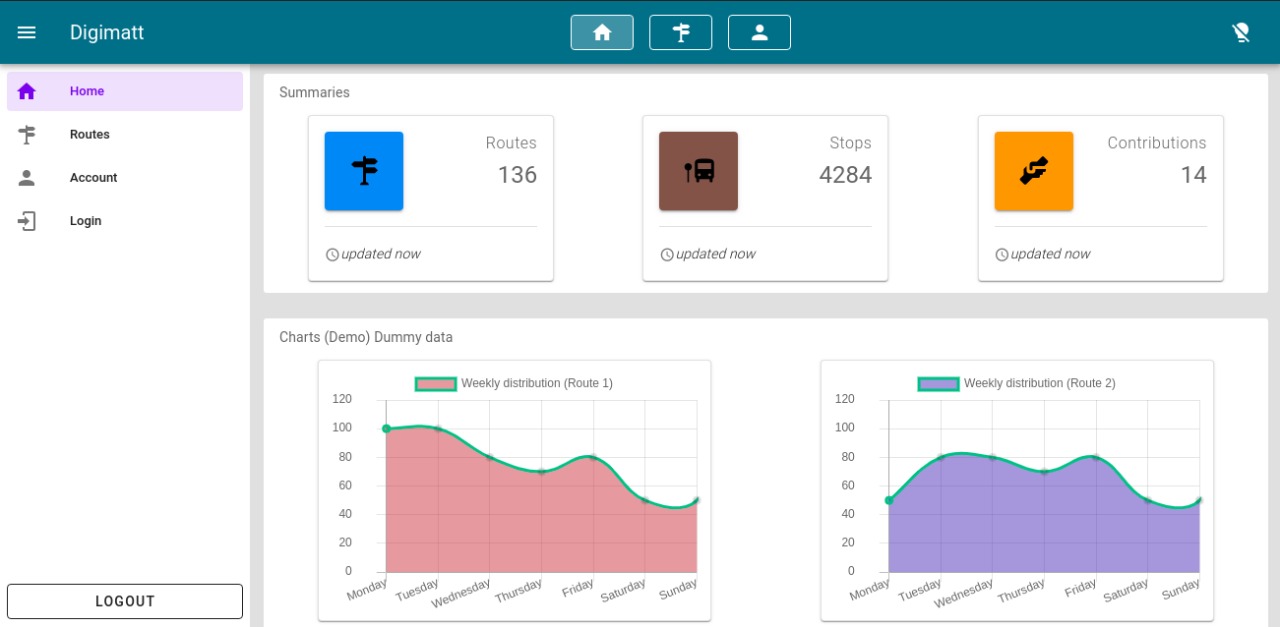 Digimatt
Home
Routes
Account
Login
LOGOUT
Summaries
Routes
136
updated now
Stops
4284
updated now
Contributions
14
updated now
Charts (Demo) Dummy data
Weekly distribution (Route 1)
120
100
80
60
40
20
0
Monday Tuesday Wednesday Thursday Friday Saturday Sunday
Weekly distribution (Route 2)
120
100
80
60
40
20
0
Monday Tuesday Wednesday Thursday Friday Saturday Sunday